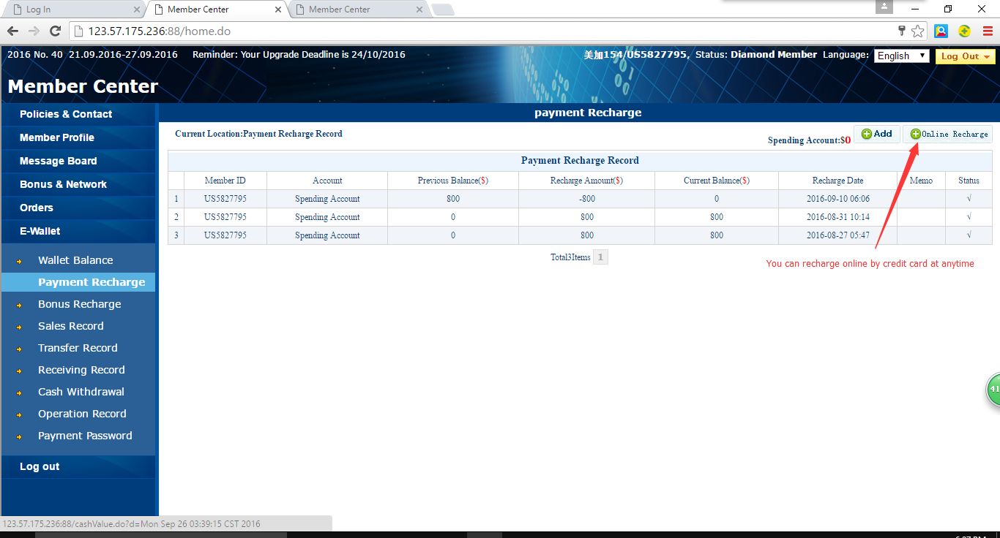 Log In
Member Center
Member Center
123.57.175.236:88/home.do
2016 No. 40 21.09.2016-27.09.2016 Reminder: Your Upgrade Deadline is 24/10/2016 美加154/US5827795, Status: Diamond Member Language: English Log Out
Member Center
Policies & Contact
Member Profile
Message Board
Bonus & Network
Orders
E-Wallet
Wallet Balance
Payment Recharge
Bonus Recharge
Sales Record
Transfer Record
Receiving Record
Cash Withdrawal
Operation Record
Payment Password
Log out
payment Recharge
Current Location:Payment Recharge Record
Spending Account:$0 Add Online Recharge
Payment Recharge Record
Member ID Account Previous Balance($) Recharge Amount($) Current Balance($) Recharge Date Memo Status
1 US5827795 Spending Account 800 -800 0 2016-09-10 06:06 √
2 US5827795 Spending Account 0 800 800 2016-08-31 10:14 √
3 US5827795 Spending Account 0 800 800 2016-08-27 05:47 √
Total3Items 1
You can recharge online by credit card at anytime
41
123.57.175.236:88/cashValue.do?d=Mon Sep 26 03:39:15 CST 2016